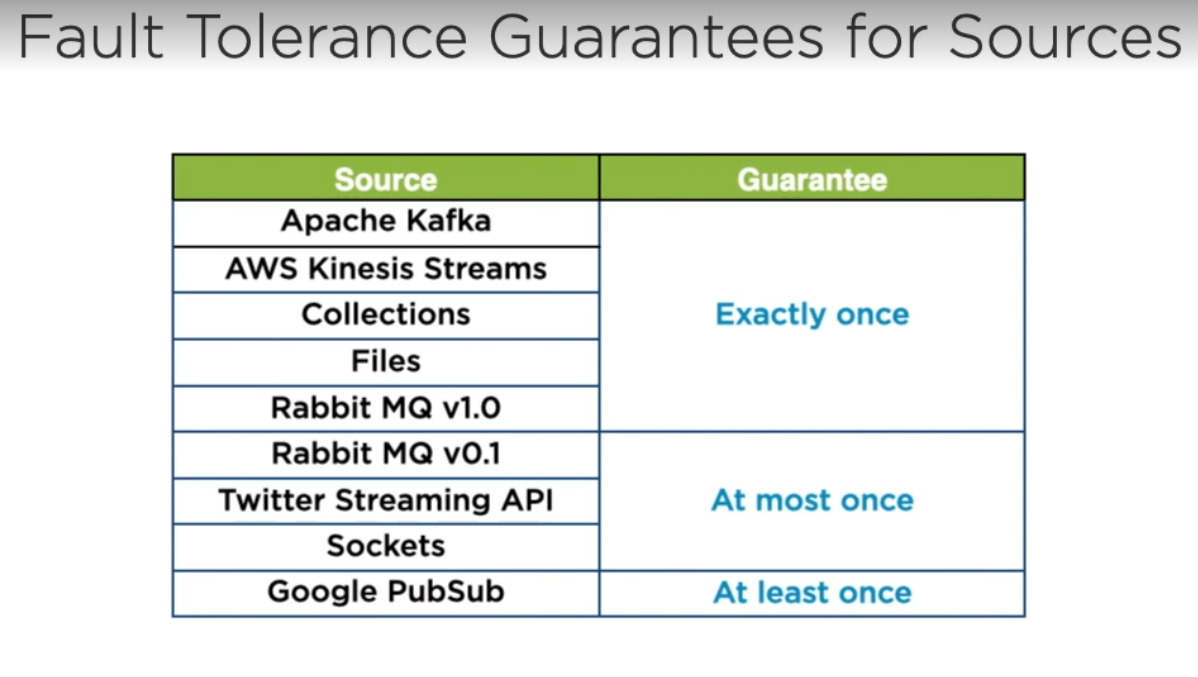 Fault Tolerance Guarantees for Sources
Source Guarantee
Apache Kafka
AWS Kinesis Streams
Collections
Exactly once
Files
Rabbit MQ v1.0
Rabbit MQ v0.1
Twitter Streaming API
At most once
Sockets
Google PubSub
At least once